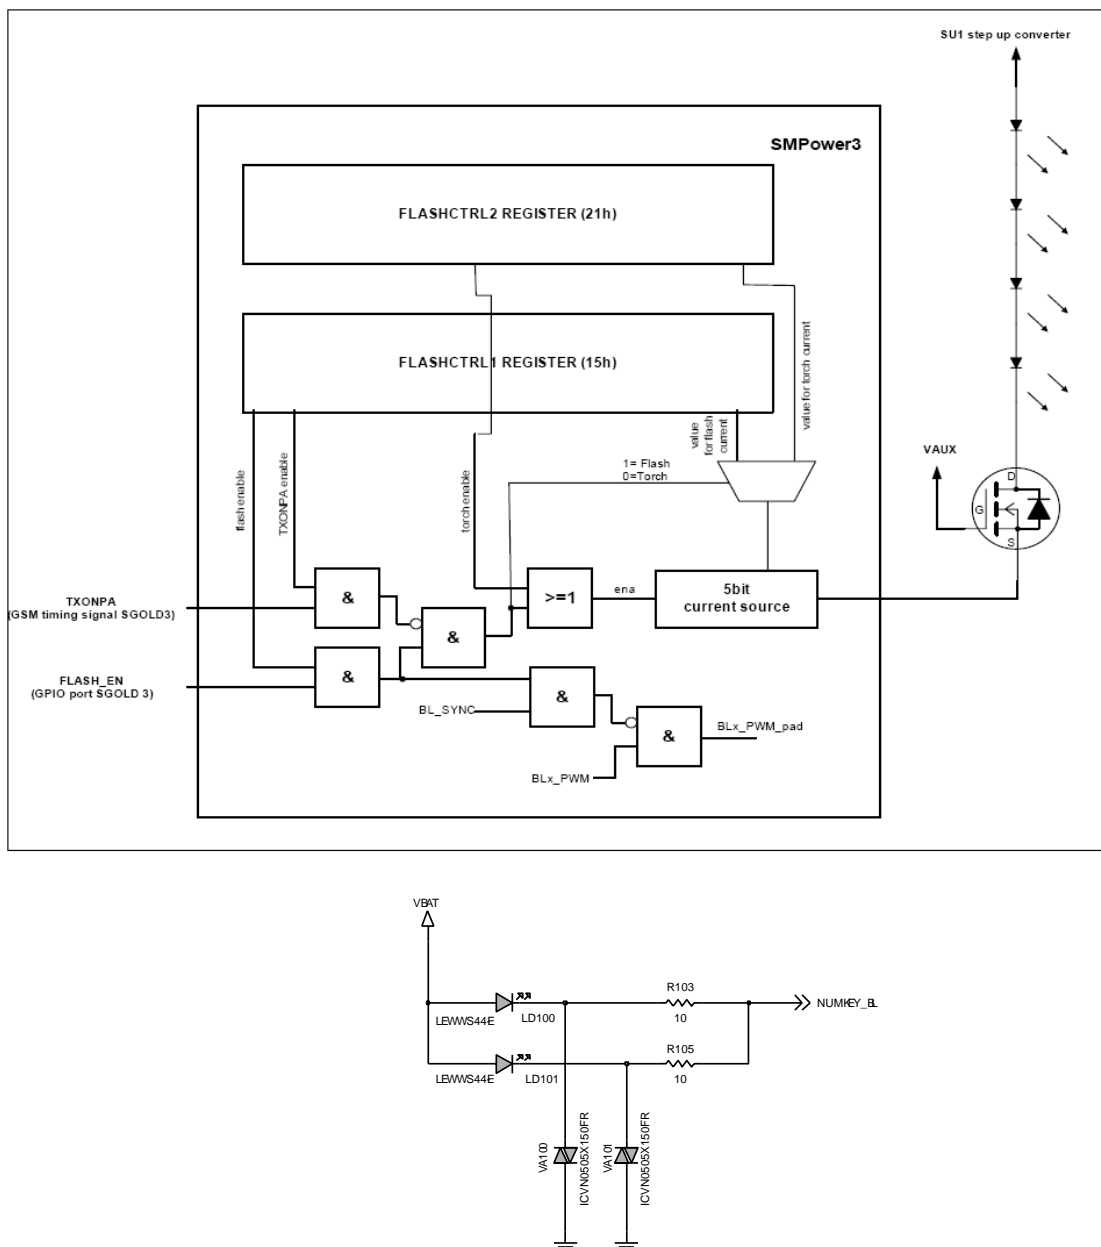 SU1 step up converter
SMPower3
FLASHCTRL2 REGISTER (21h)
FLASHCTRL1 REGISTER (15h)
value for torch current
value
for flash
current
flash enable
TXONPA enable
torch enable
1= Flash
0=Torch
VAUX
D
G
S
TXONPA
(GSM timing signal SGOLD3)
&
&
>=1
ena
5bit
current source
FLASH_EN
(GPIO port SGOLD 3)
&
&
BL_SYNC
&
BLx_PWM_pad
BLx_PWM
VBAT
R103
LEWWS44-E
LD100
10
NUMKEY_BL
R105
LEWWS44-E
LD101
10
VA100
ICVN0505X150FR
VA101
ICVN0505X150FR